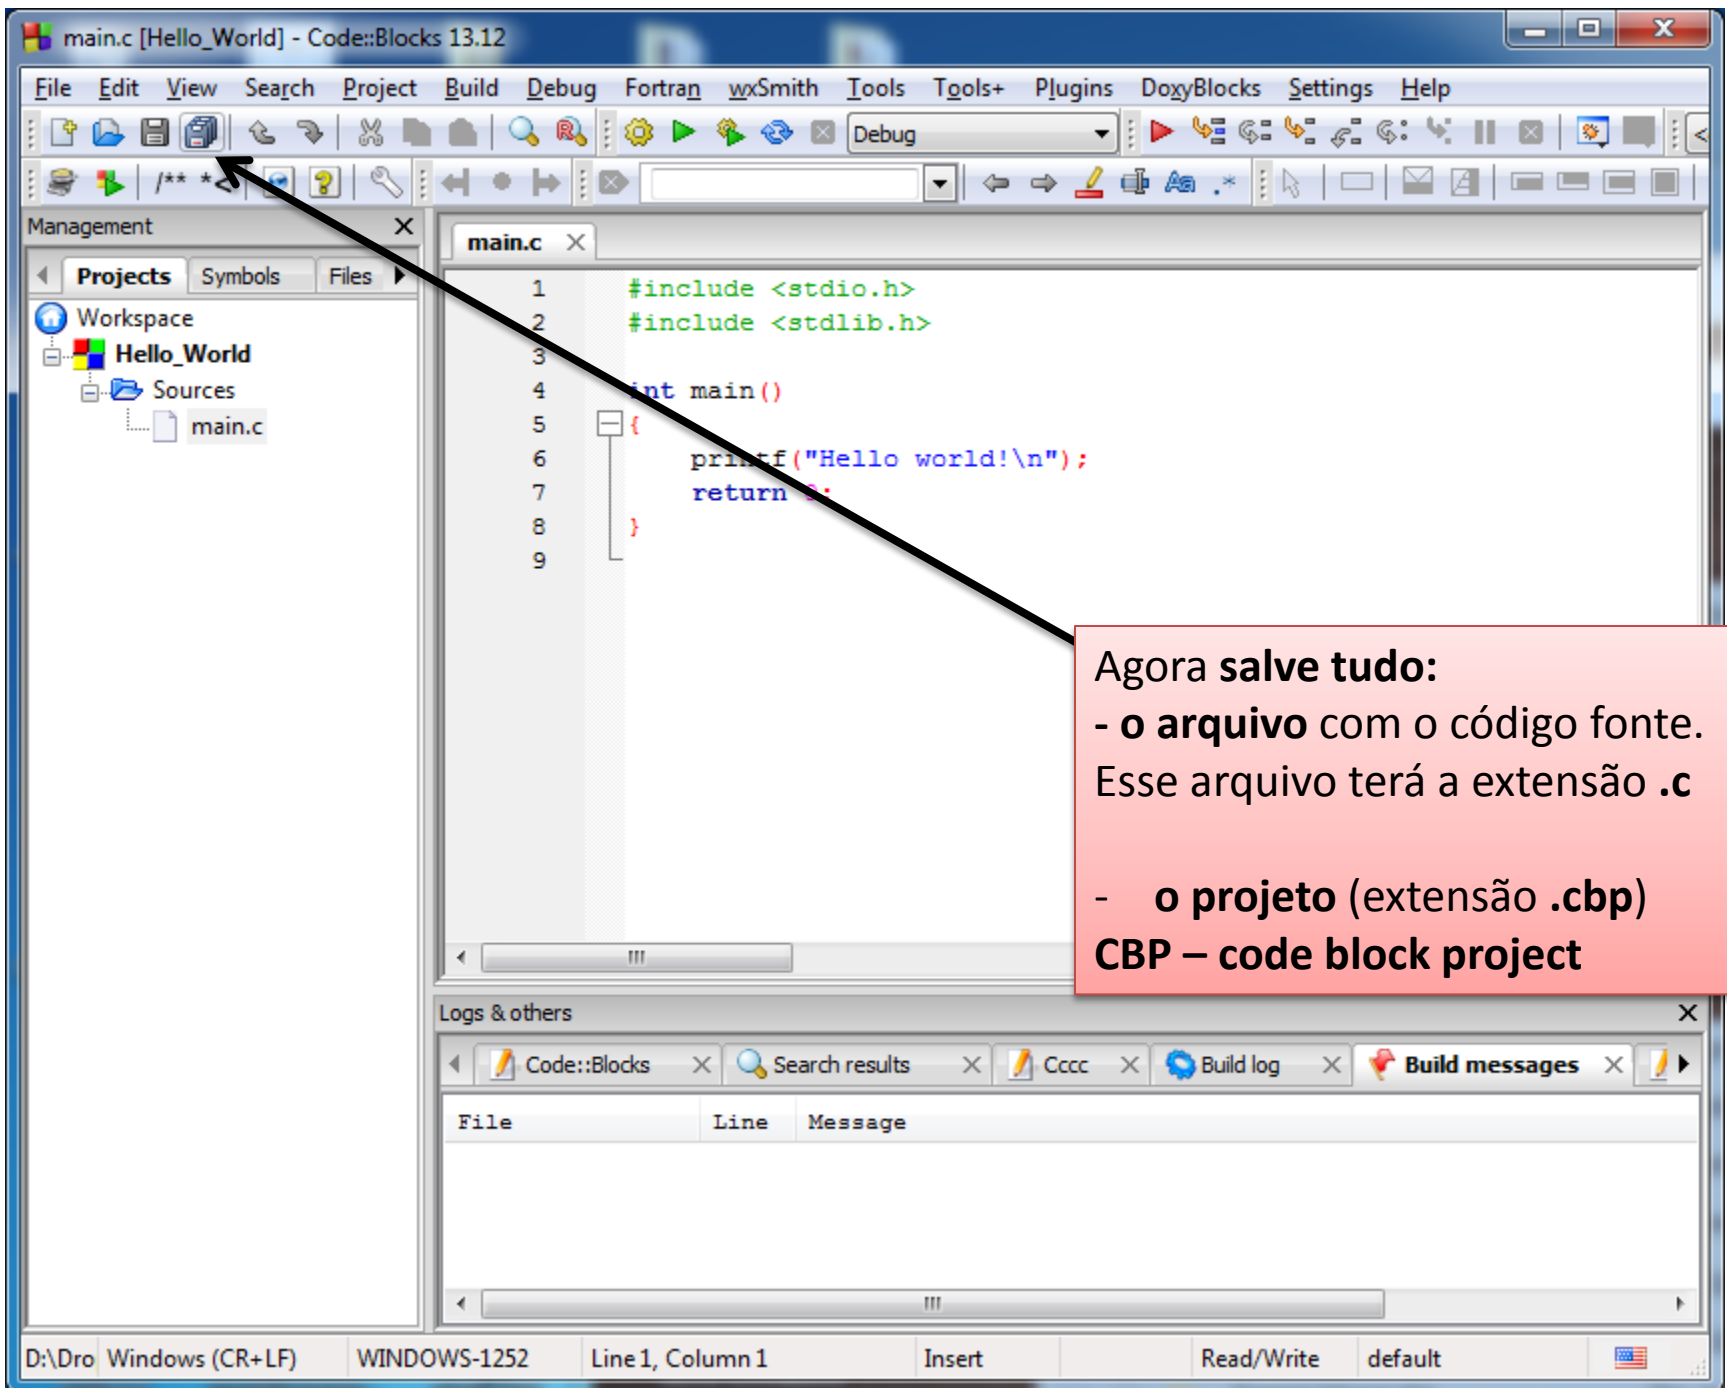 main.c [Hello_World] - Code::Blocks 13.12
File Edit View Search Project Build Debug Fortran wxSmith Tools Tools+ Plugins DoxyBlocks Settings Help
Debug
/** *<
Management
main.c
Projects Symbols Files
Workspace
Hello_World
Sources
main.c
1 #include <stdio.h>
2 #include <stdlib.h>
3
4 int main()
5 {
6 printf("Hello world!\n");
7 return 0;
8 }
9
Agora salve tudo:
- o arquivo com o código fonte.
Esse arquivo terá a extensão .c
- o projeto (extensão .cbp)
CBP – code block project
Logs & others
Code::Blocks Search results Cccc Build log Build messages
File Line Message
D:\Dro Windows (CR+LF) WINDOWS-1252 Line 1, Column 1 Insert Read/Write default